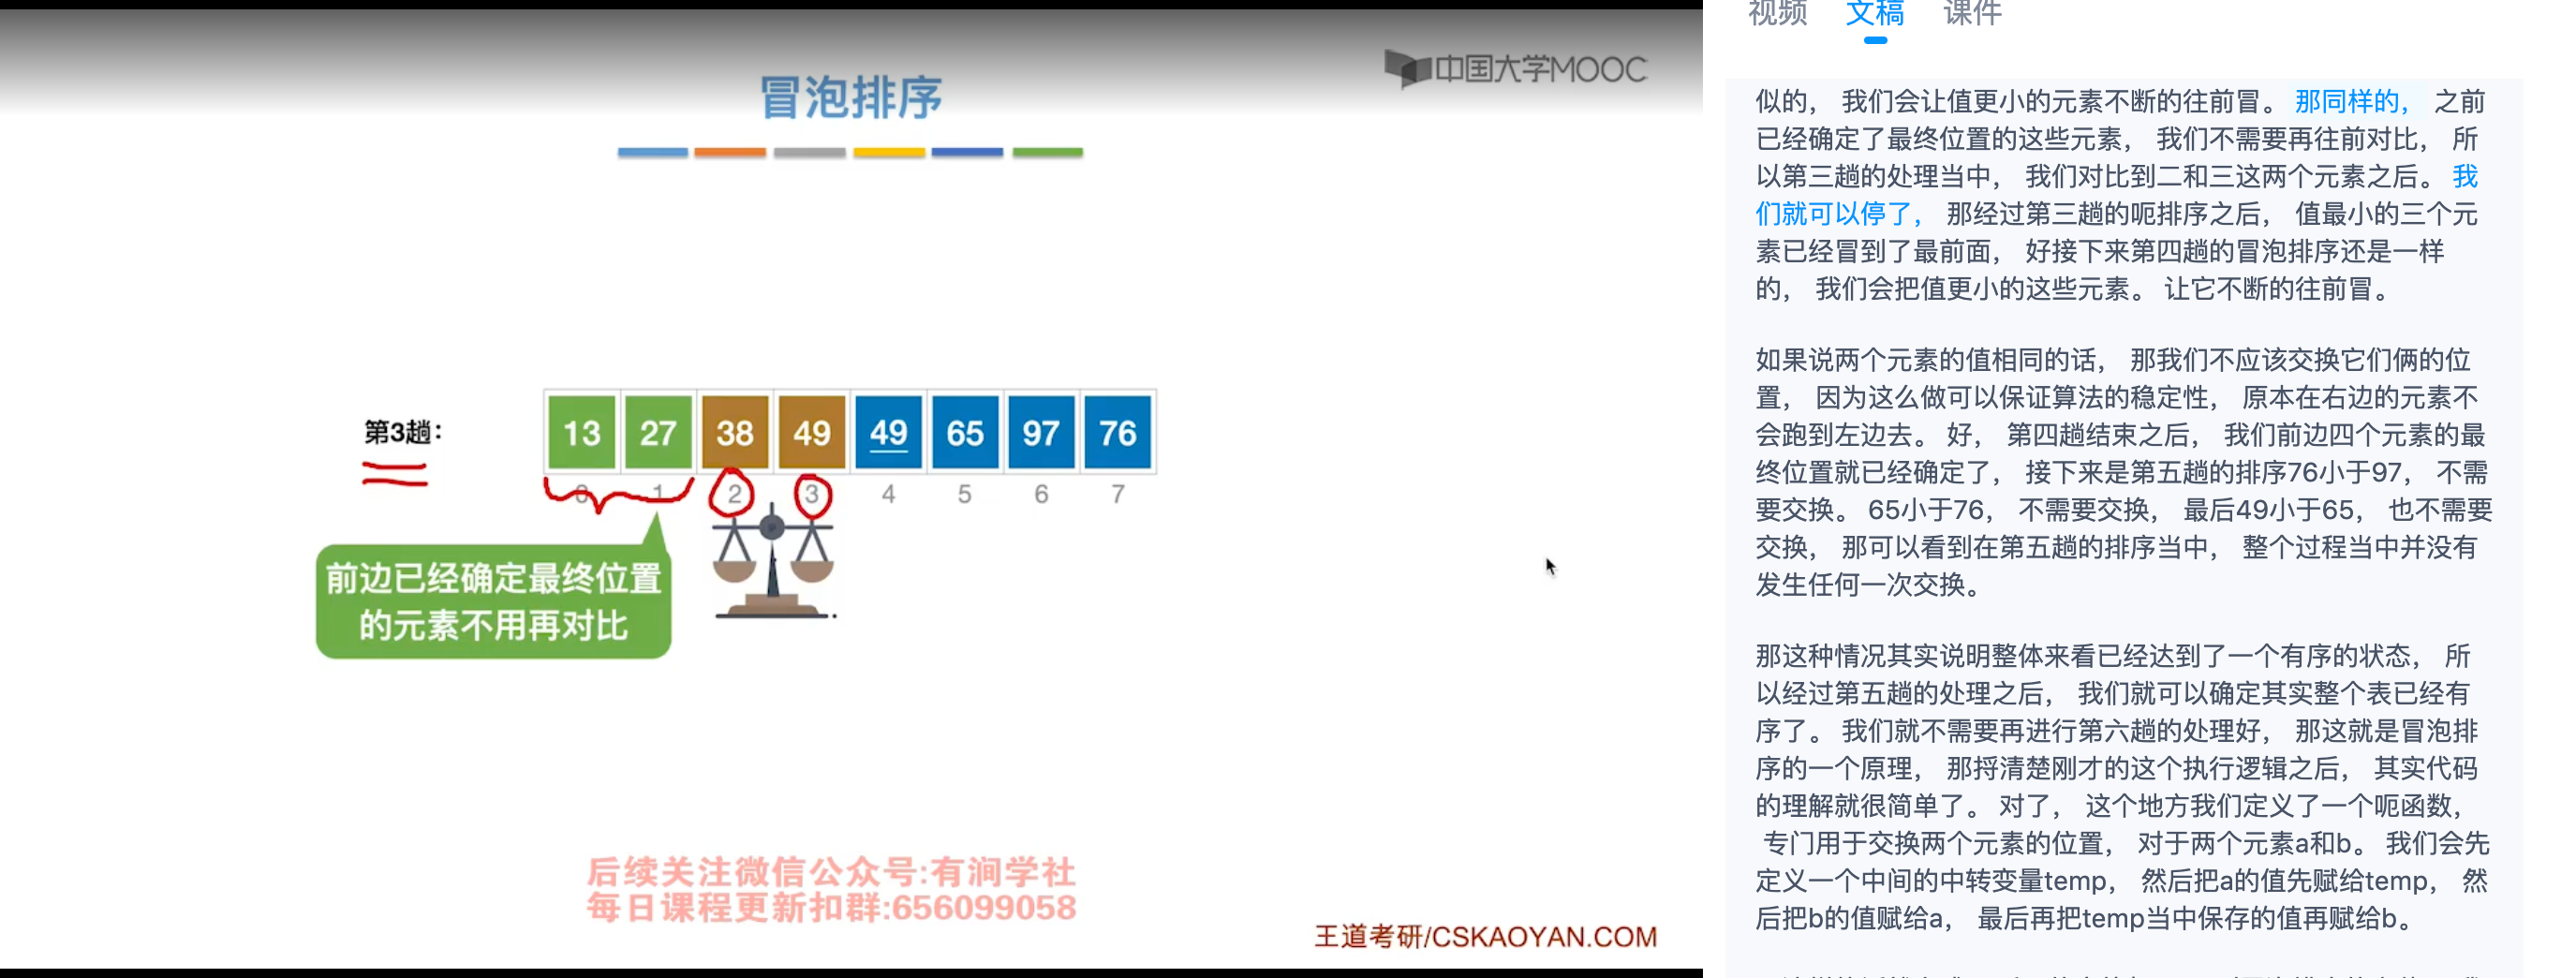 中国大学MOOC
冒泡排序
第3趟:
13 27 38 49 49 65 97 76
0 1 2 3 4 5 6 7
前边已经确定最终位置
的元素不用再对比
后续关注微信公众号:有涧学社
每日课程更新扣群:656099058
王道考研/CSKAOYAN.COM
视频 文稿 课件
似的， 我们会让值更小的元素不断的往前冒。 那同样的， 之前
已经确定了最终位置的这些元素， 我们不需要再往前对比， 所
以第三趟的处理当中， 我们对比到二和三这两个元素之后。 我
们就可以停了， 那经过第三趟的呃排序之后， 值最小的三个元
素已经冒到了最前面， 好接下来第四趟的冒泡排序还是一样
的， 我们会把值更小的这些元素。 让它不断的往前冒。
如果说两个元素的值相同的话， 那我们不应该交换它们俩的位
置， 因为这么做可以保证算法的稳定性， 原本在右边的元素不
会跑到左边去。 好， 第四趟结束之后， 我们前边四个元素的最
终位置就已经确定了， 接下来是第五趟的排序76小于97， 不需
要交换。 65小于76， 不需要交换， 最后49小于65， 也不需要
交换， 那可以看到在第五趟的排序当中， 整个过程当中并没有
发生任何一次交换。
那这种情况其实说明整体来看已经达到了一个有序的状态， 所
以经过第五趟的处理之后， 我们就可以确定其实整个表已经有
序了。 我们就不需要再进行第六趟的处理好， 那这就是冒泡排
序的一个原理， 那捋清楚刚才的这个执行逻辑之后， 其实代码
的理解就很简单了。 对了， 这个地方我们定义了一个呃函数，
专门用于交换两个元素的位置， 对于两个元素a和b。 我们会先
定义一个中间的中转变量temp， 然后把a的值先赋给temp， 然
后把b的值赋给a， 最后再把temp当中保存的值再赋给b。